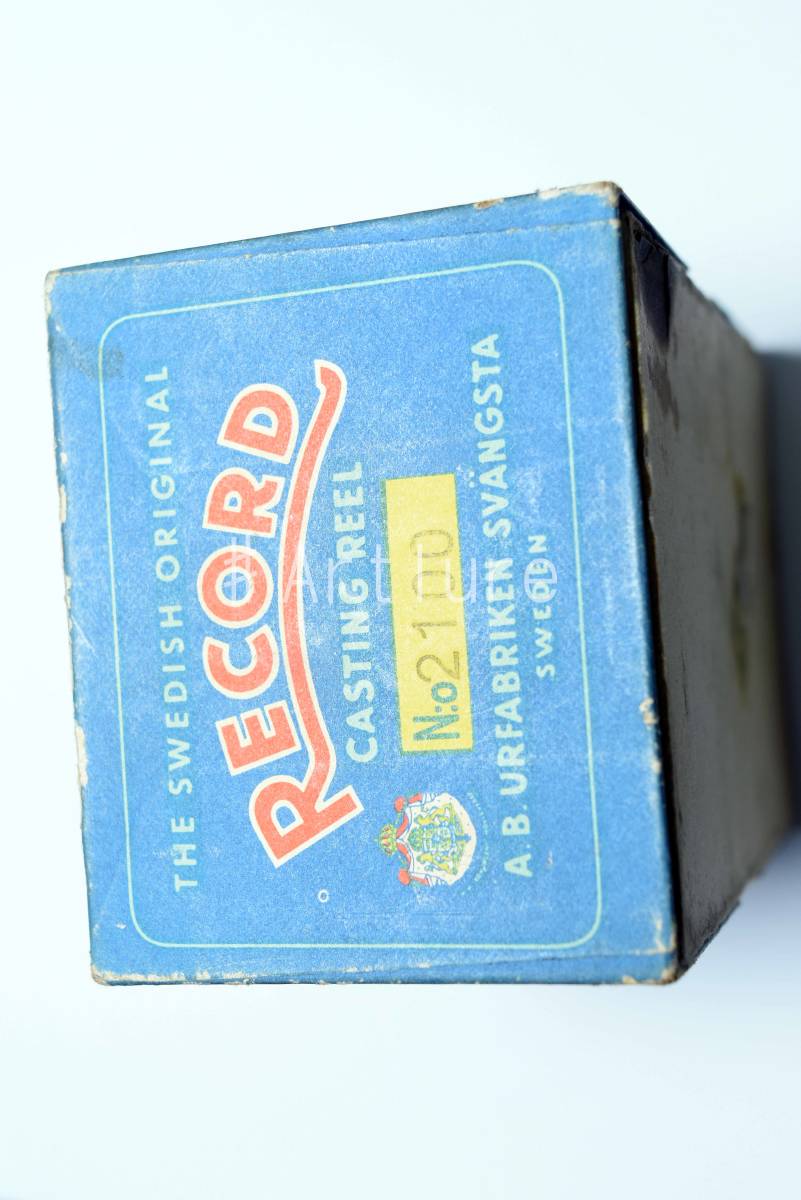 THE SWEDISH ORIGINAL
RECORD
CASTING REEL
N:o 2100
A.B. URFABRIKEN SVÄNGSTA
SWEDEN